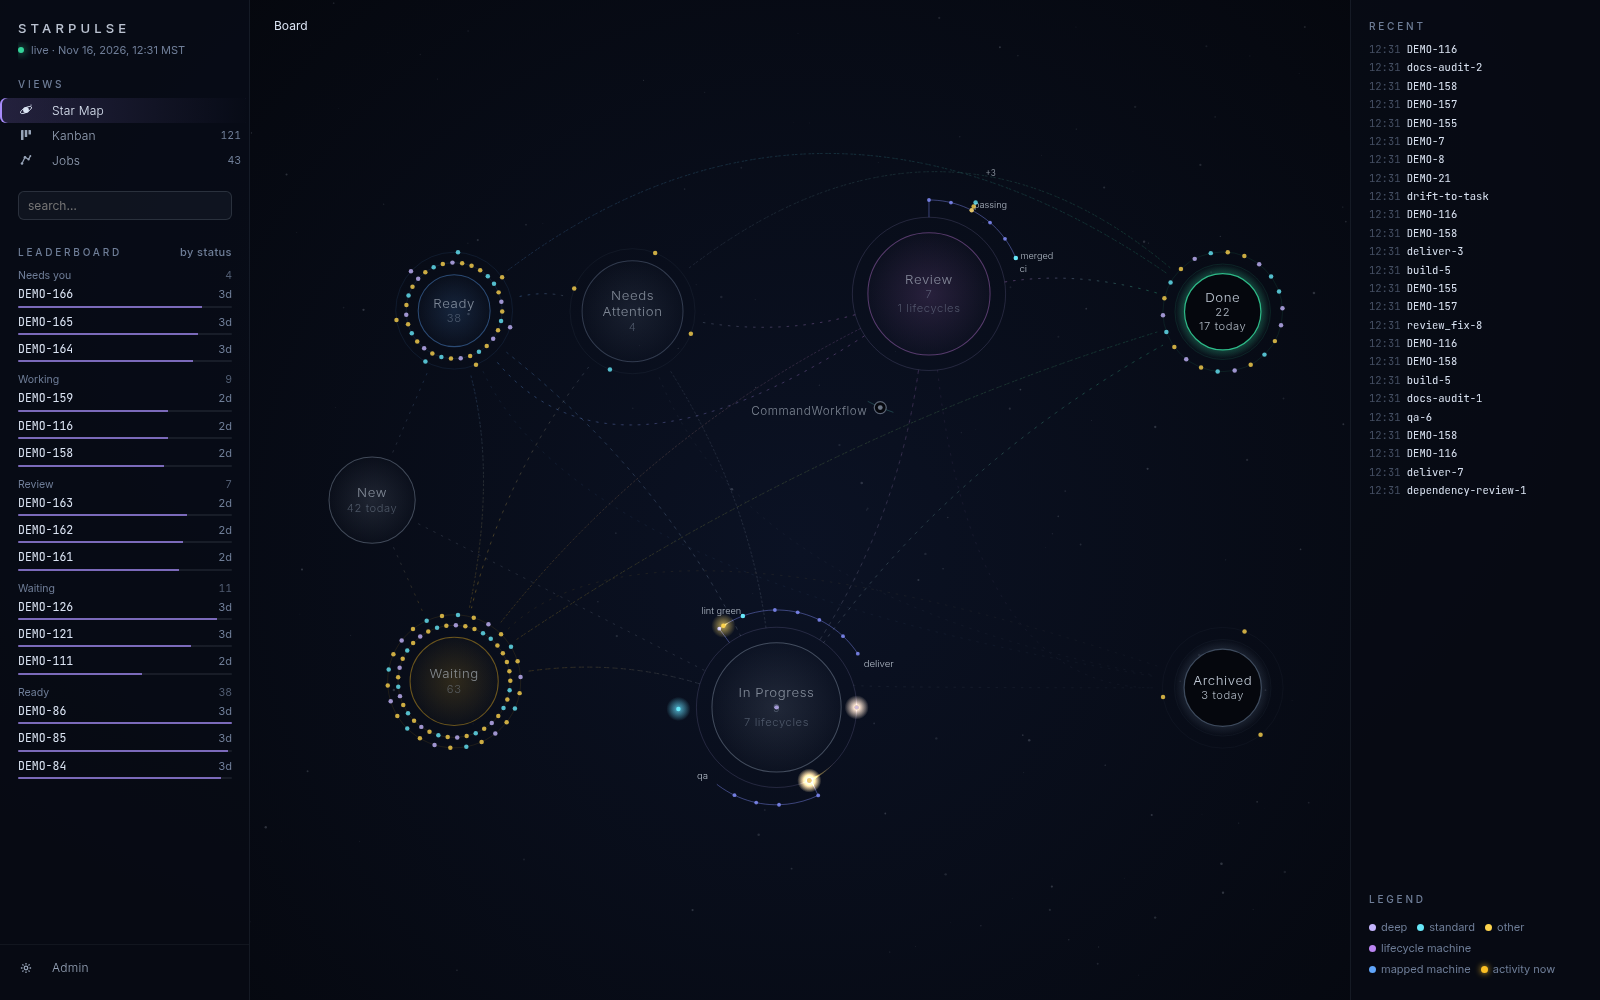 STARPULSE
live · Nov 16, 2026, 12:31 MST
VIEWS
Star Map
Kanban 121
Jobs 43
search...
LEADERBOARD by status
Needs you 4
DEMO-166 3d
DEMO-165 3d
DEMO-164 3d
Working 9
DEMO-159 2d
DEMO-116 2d
DEMO-158 2d
Review 7
DEMO-163 2d
DEMO-162 2d
DEMO-161 2d
Waiting 11
DEMO-126 3d
DEMO-121 3d
DEMO-111 2d
Ready 38
DEMO-86 3d
DEMO-85 3d
DEMO-84 3d
Admin
Board
+3
passing
merged
ci
Ready
38
Needs
Attention
4
Review
7
1 lifecycles
Done
22
17 today
CommandWorkflow
New
42 today
lint green
deliver
Waiting
63
In Progress
7 lifecycles
qa
Archived
3 today
RECENT
12:31 DEMO-116
12:31 docs-audit-2
12:31 DEMO-158
12:31 DEMO-157
12:31 DEMO-155
12:31 DEMO-7
12:31 DEMO-8
12:31 DEMO-21
12:31 drift-to-task
12:31 DEMO-116
12:31 DEMO-158
12:31 deliver-3
12:31 build-5
12:31 DEMO-155
12:31 DEMO-157
12:31 review_fix-8
12:31 DEMO-116
12:31 DEMO-158
12:31 build-5
12:31 docs-audit-1
12:31 qa-6
12:31 DEMO-158
12:31 DEMO-116
12:31 deliver-7
12:31 dependency-review-1
LEGEND
deep standard other
lifecycle machine
mapped machine activity now